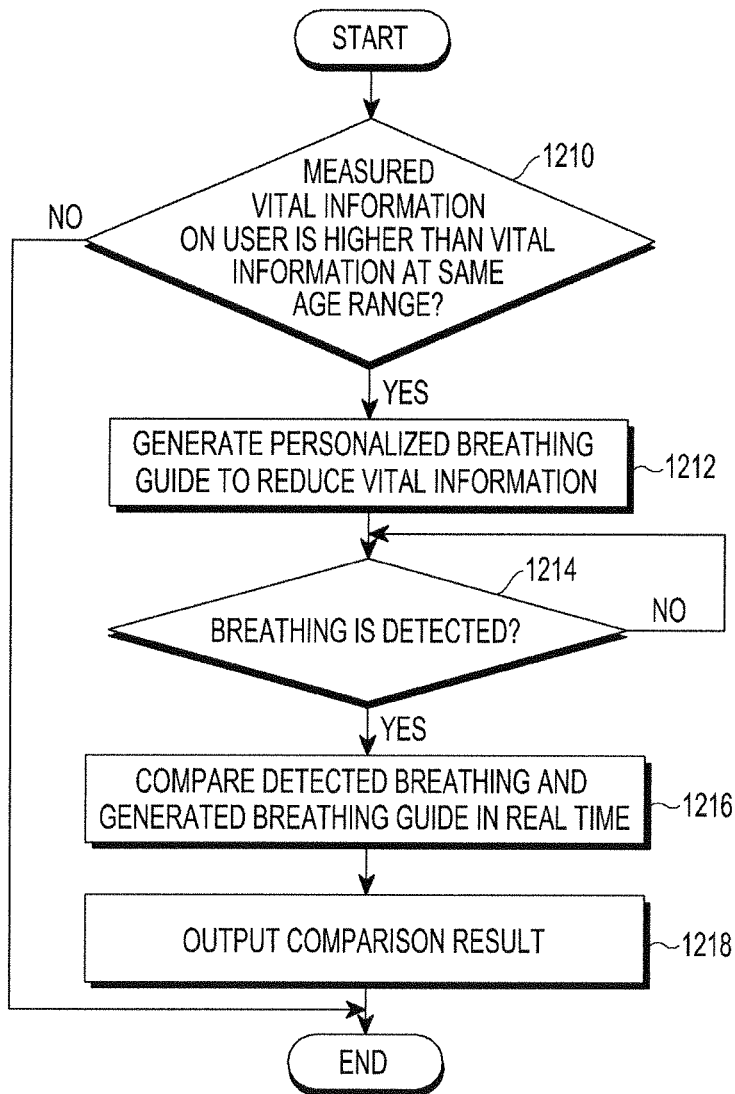 START
1210
MEASURED
VITAL INFORMATION
ON USER IS HIGHER THAN VITAL
INFORMATION AT SAME
AGE RANGE?
NO
YES
GENERATE PERSONALIZED BREATHING
GUIDE TO REDUCE VITAL INFORMATION
1212
1214
BREATHING IS DETECTED?
NO
YES
COMPARE DETECTED BREATHING AND
GENERATED BREATHING GUIDE IN REAL TIME
1216
OUTPUT COMPARISON RESULT
1218
END